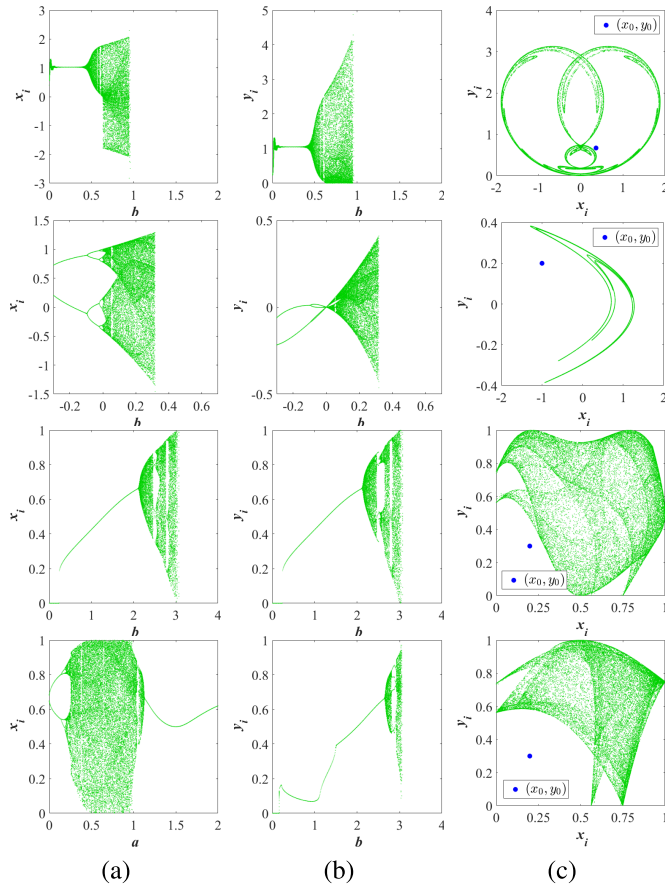 3
2
1
0
-1
-2
-3
x_i
0 0.5 1 1.5 2
b
5
4
3
2
1
0
y_i
0 0.5 1 1.5 2
b
(x_0, y_0)
4
3
2
1
0
y_i
-2 -1 0 1 2
x_i
1.5
1
0.5
0
-0.5
-1
-1.5
x_i
-0.2 0 0.2 0.4 0.6
b
0.5
0
-0.5
y_i
-0.2 0 0.2 0.4 0.6
b
(x_0, y_0)
0.4
0.2
0
-0.2
-0.4
y_i
-2 -1 0 1 2
x_i
1
0.8
0.6
0.4
0.2
0
x_i
0 1 2 3 4
b
1
0.8
0.6
0.4
0.2
0
y_i
0 1 2 3 4
b
1
0.8
0.6
0.4
0.2
0
y_i
(x_0, y_0)
0 0.25 0.5 0.75 1
x_i
1
0.8
0.6
0.4
0.2
0
x_i
0 0.5 1 1.5 2
a
1
0.8
0.6
0.4
0.2
0
y_i
0 1 2 3 4
b
1
0.8
0.6
0.4
0.2
0
y_i
(x_0, y_0)
0 0.25 0.5 0.75 1
x_i
(a) (b) (c)